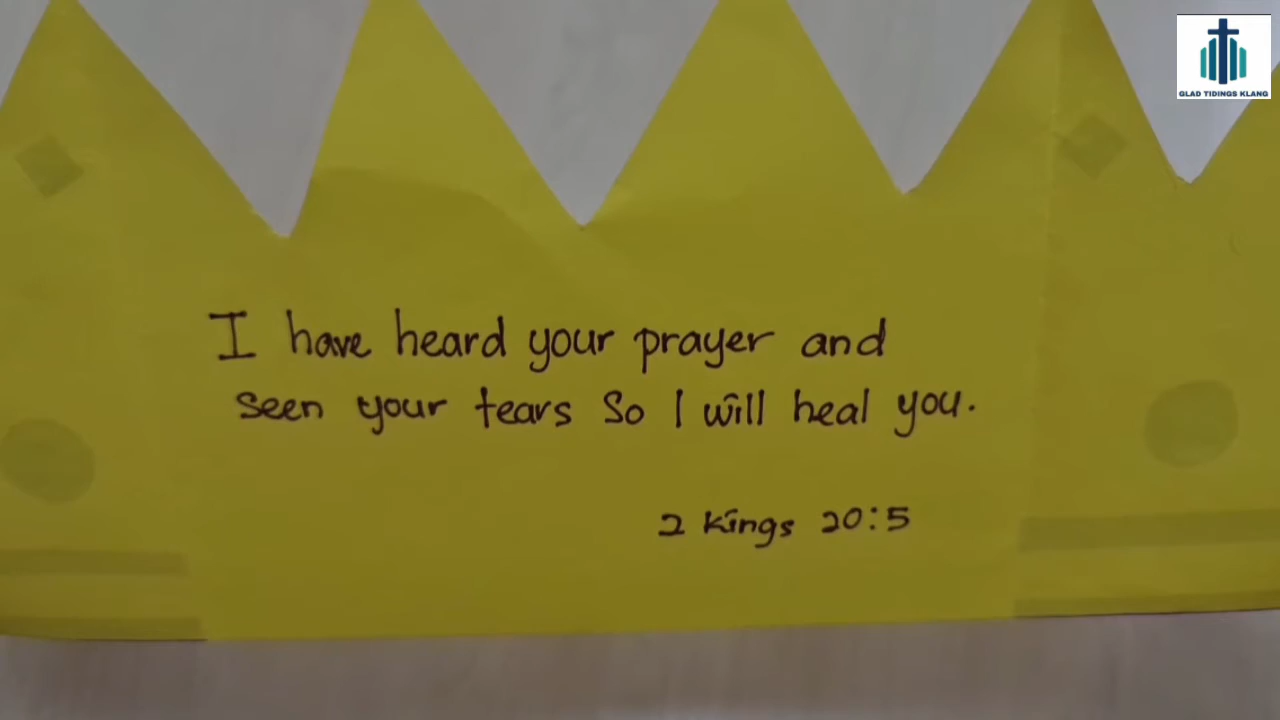 GLAD TIDINGS KLANG
I have heard your prayer and
seen your tears so I will heal you.
2 Kings 20:5